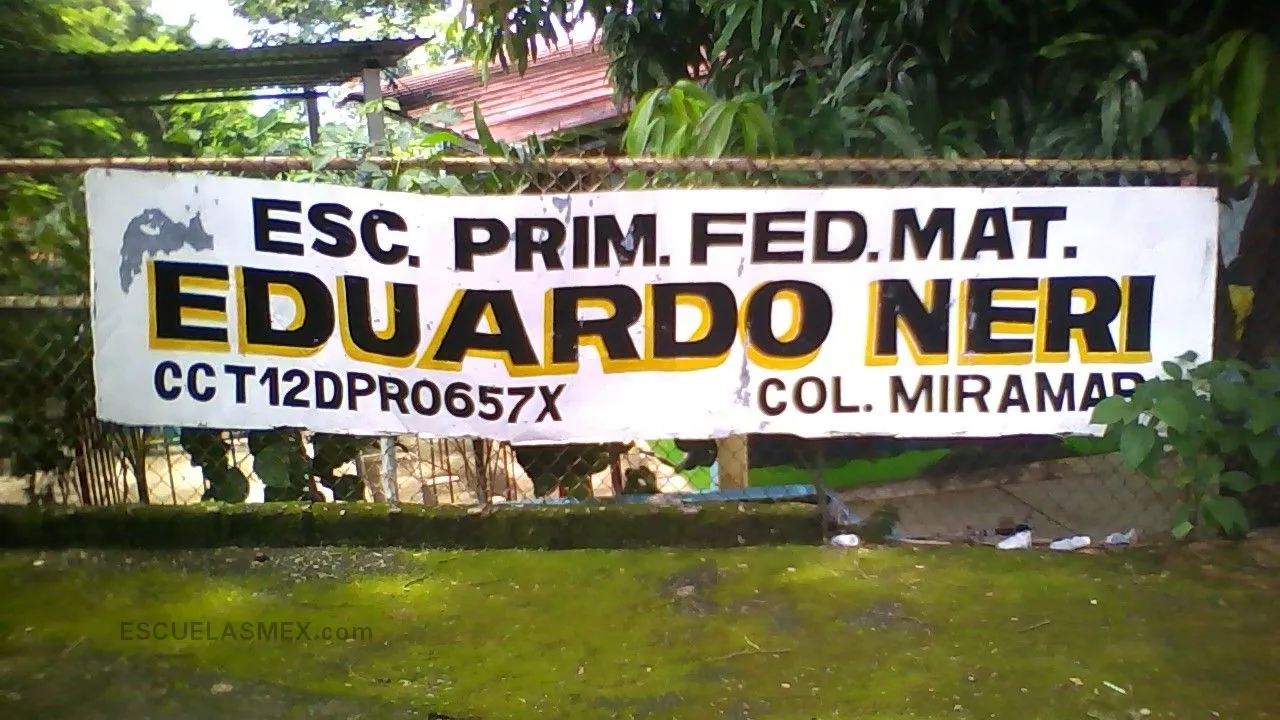 ESC. PRIM. FED. MAT.
EDUARDO NERI
CCT12DPR0657X
COL. MIRAMAR
ESCUELASMEX.com